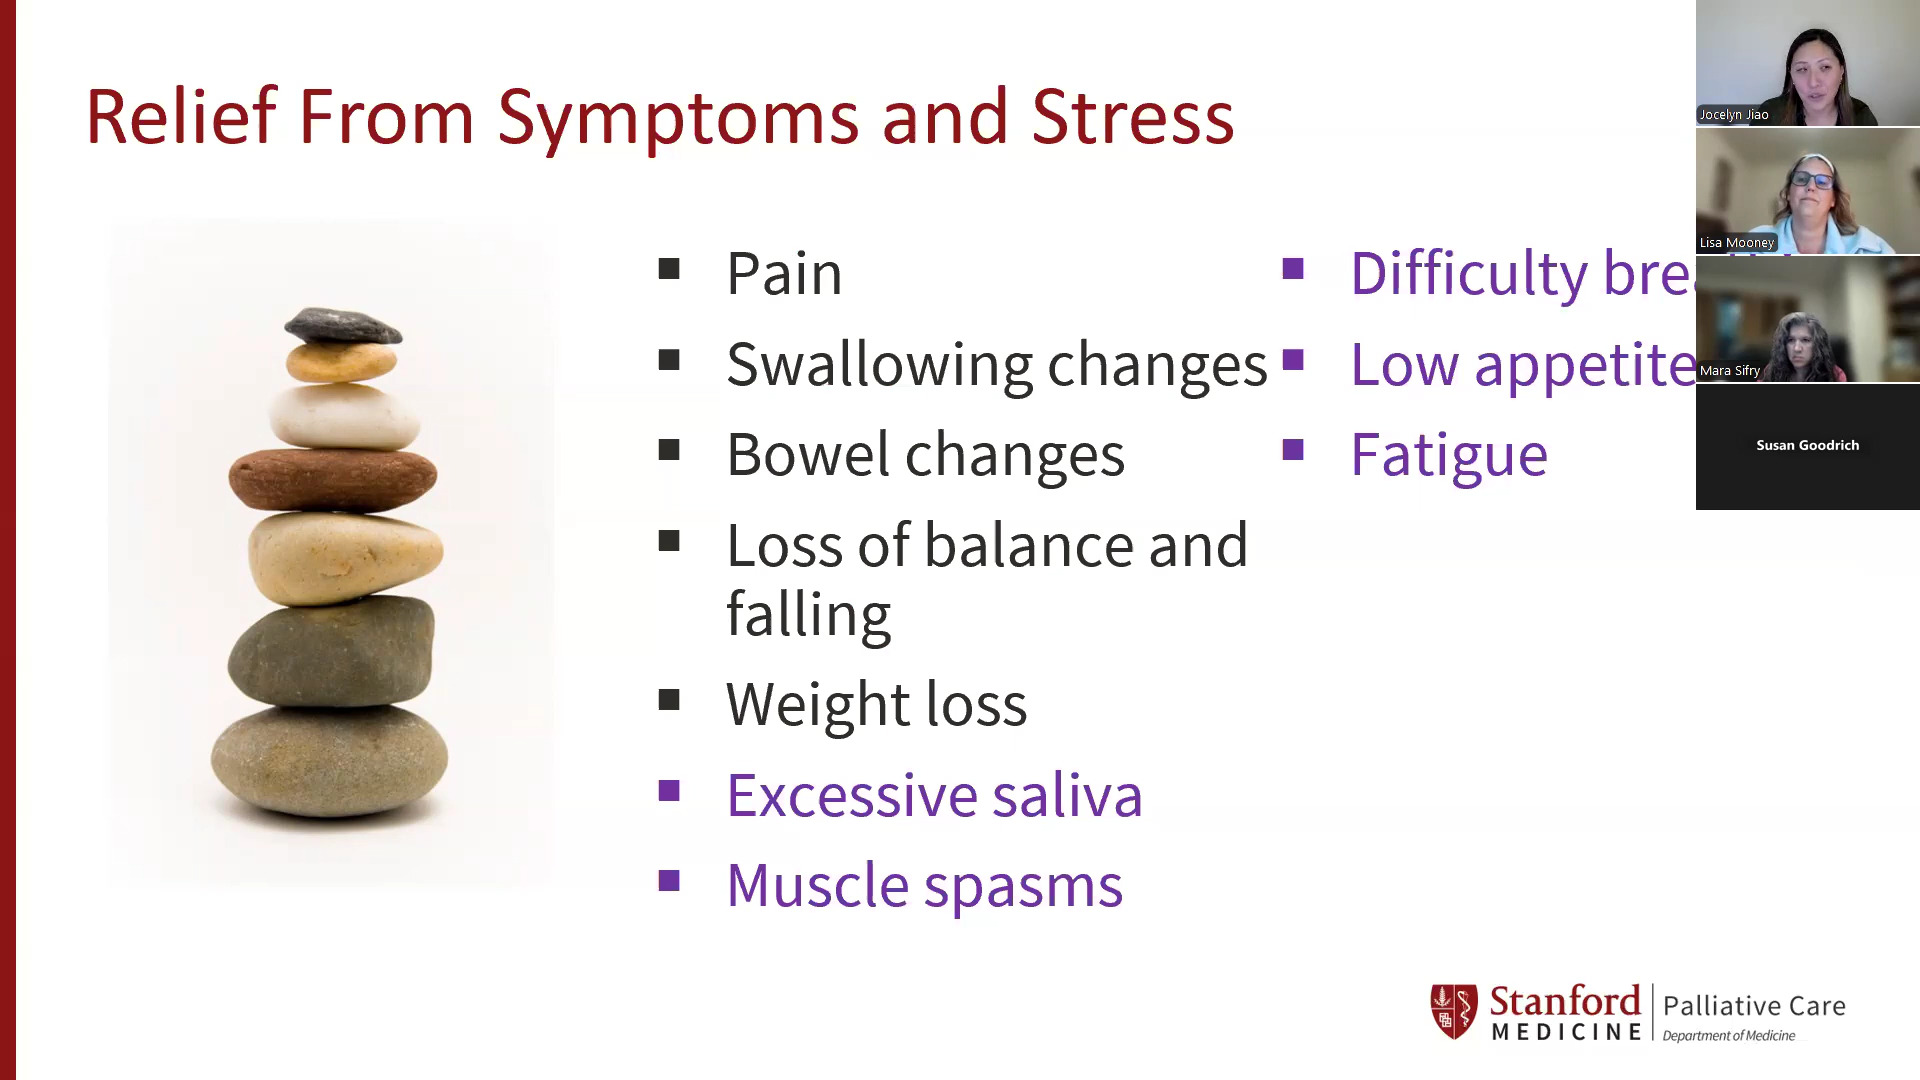 Relief From Symptoms and Stress
Pain
Swallowing changes
Bowel changes
Loss of balance and
falling
Weight loss
Excessive saliva
Muscle spasms
Difficulty
Low appetite
Fatigue
Jocelyn Jiao
Lisa Mooney
Mara Sifry
Susan Goodrich
Stanford
MEDICINE
Palliative Care
Department of Medicine